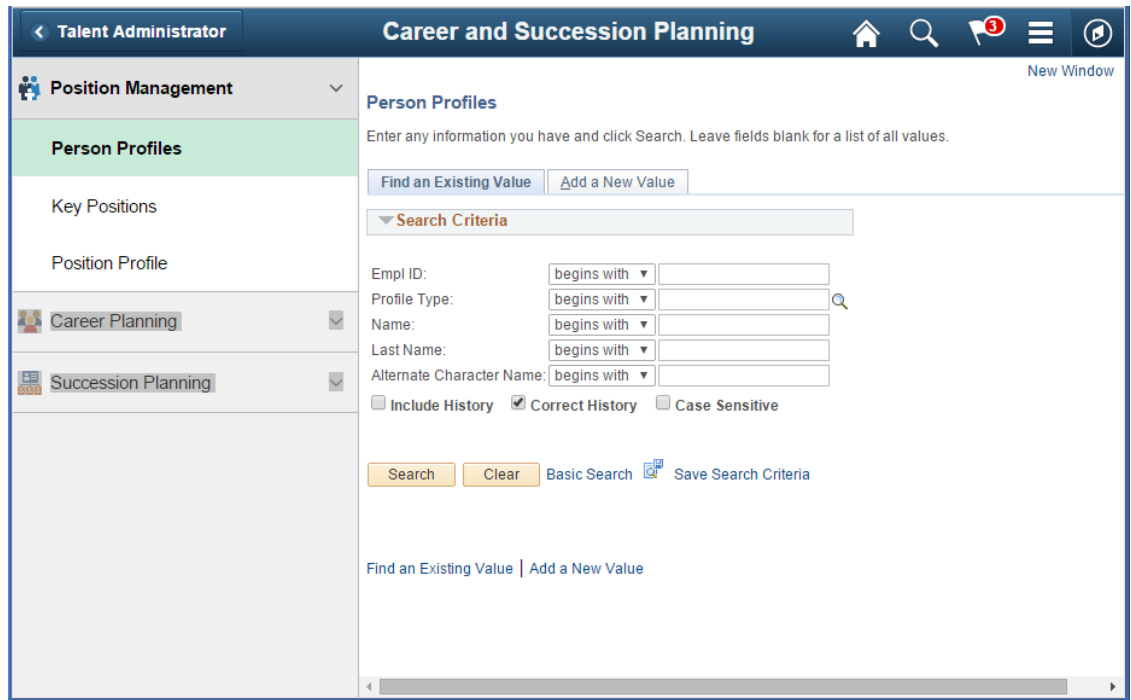 Talent Administrator
Career and Succession Planning
3
Position Management
Person Profiles
Key Positions
Position Profile
Career Planning
Succession Planning
New Window
Person Profiles
Enter any information you have and click Search. Leave fields blank for a list of all values.
Find an Existing Value
Add a New Value
Search Criteria
Empl ID: begins with
Profile Type: begins with
Name: begins with
Last Name: begins with
Alternate Character Name: begins with
Include History Correct History Case Sensitive
Search Clear Basic Search Save Search Criteria
Find an Existing Value | Add a New Value